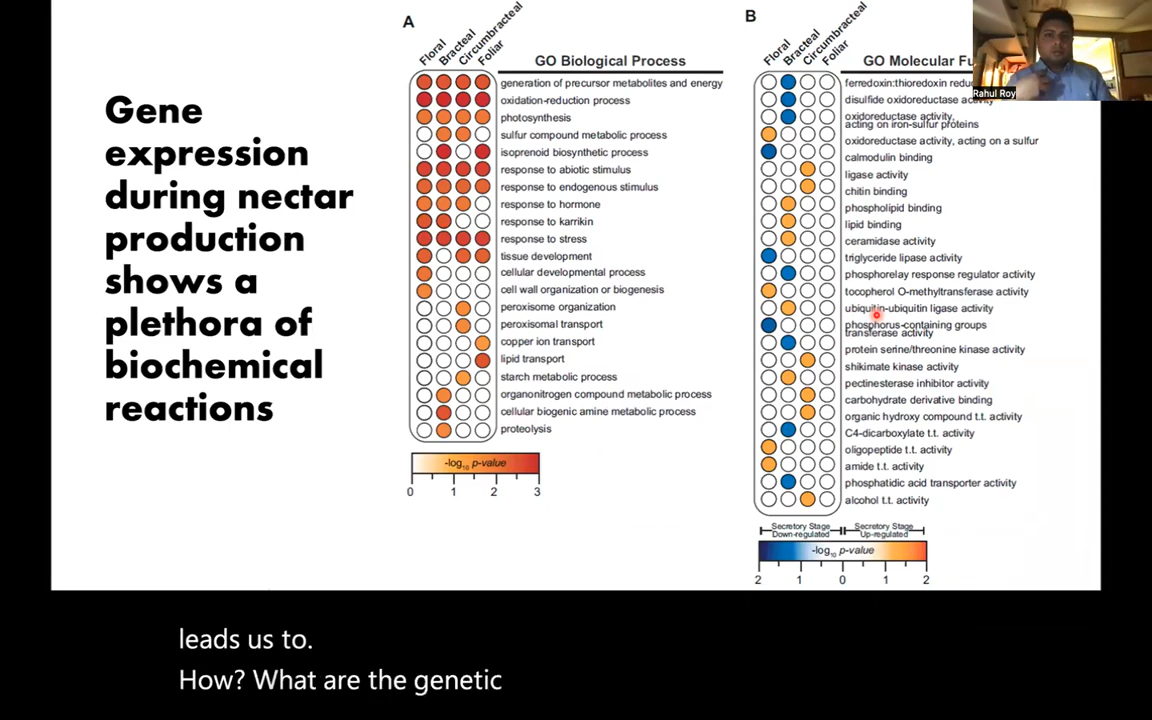 Gene
expression
during nectar
production
shows a
plethora of
biochemical
reactions
A
Floral
Bracteal
Circumbracteal
Foliar
GO Biological Process
generation of precursor metabolites and energy
oxidation-reduction process
photosynthesis
sulfur compound metabolic process
isoprenoid biosynthetic process
response to abiotic stimulus
response to endogenous stimulus
response to hormone
response to karrikin
response to stress
tissue development
cellular developmental process
cell wall organization or biogenesis
peroxisome organization
peroxisomal transport
copper ion transport
lipid transport
starch metabolic process
organonitrogen compound metabolic process
cellular biogenic amine metabolic process
proteolysis
-log10 p-value
0 1 2 3
B
Floral
Bracteal
Circumbracteal
Foliar
GO Molecular Fu
ferredoxin:thioredoxin reduc
disulfide oxidoreductase activity
oxidoreductase activity,
acting on iron-sulfur proteins
oxidoreductase activity, acting on a sulfur
calmodulin binding
ligase activity
chitin binding
phospholipid binding
lipid binding
ceramidase activity
triglyceride lipase activity
phosphorelay response regulator activity
tocopherol O-methyltransferase activity
ubiquitin-ubiquitin ligase activity
phosphorus-containing groups
transferase activity
protein serine/threonine kinase activity
shikimate kinase activity
pectinesterase inhibitor activity
carbohydrate derivative binding
organic hydroxy compound t.t. activity
C4-dicarboxylate t.t. activity
oligopeptide t.t. activity
amide t.t. activity
phosphatidic acid transporter activity
alcohol t.t. activity
Secretory Stage Secretory Stage
Down-regulated Up-regulated
-log10 p-value
2 1 0 1 2
Rahul Roy
leads us to.
How? What are the genetic